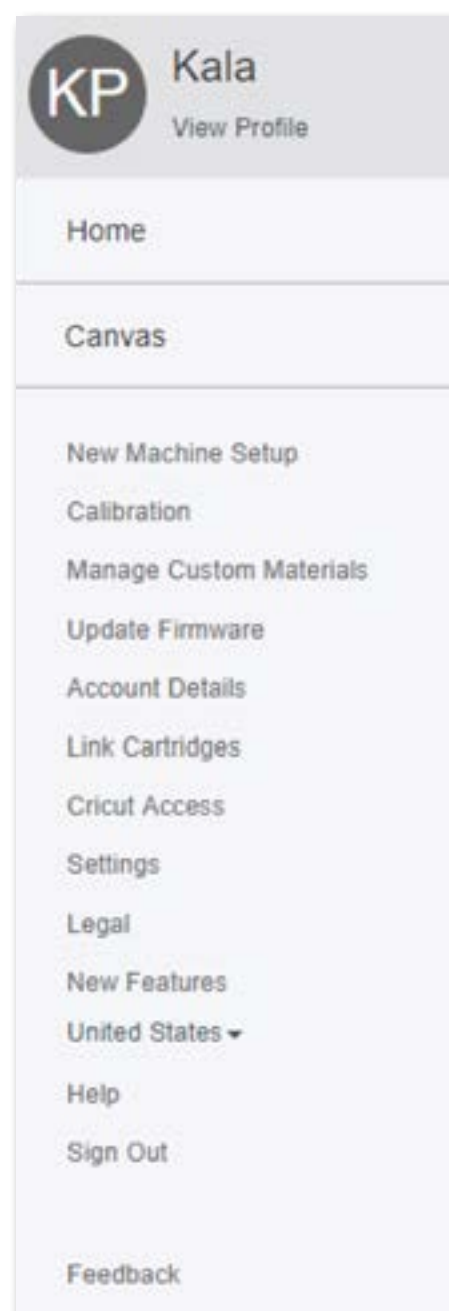 KP
Kala
View Profile
Home
Canvas
New Machine Setup
Calibration
Manage Custom Materials
Update Firmware
Account Details
Link Cartridges
Cricut Access
Settings
Legal
New Features
United States
Help
Sign Out
Feedback